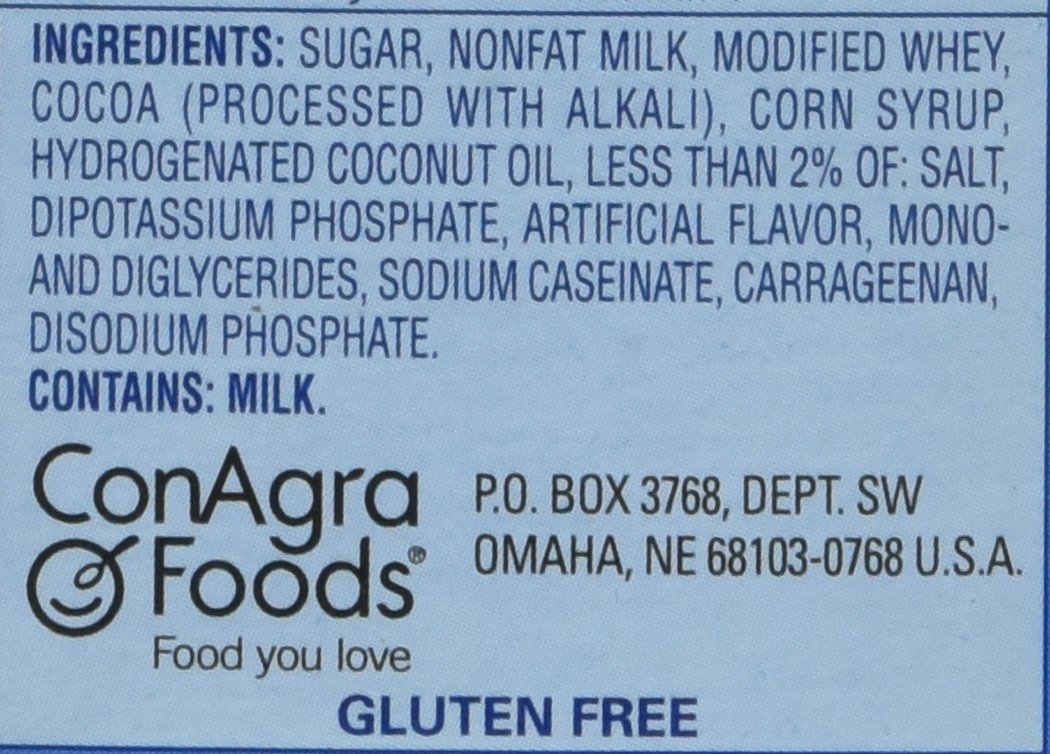 INGREDIENTS: SUGAR, NONFAT MILK, MODIFIED WHEY,
COCOA (PROCESSED WITH ALKALI), CORN SYRUP,
HYDROGENATED COCONUT OIL, LESS THAN 2% OF: SALT,
DIPOTASSIUM PHOSPHATE, ARTIFICIAL FLAVOR, MONO-
AND DIGLYCERIDES, SODIUM CASEINATE, CARRAGEENAN,
DISODIUM PHOSPHATE.
CONTAINS: MILK.
ConAgra
Foods®
Food you love
P.O. BOX 3768, DEPT. SW
OMAHA, NE 68103-0768 U.S.A.
GLUTEN FREE